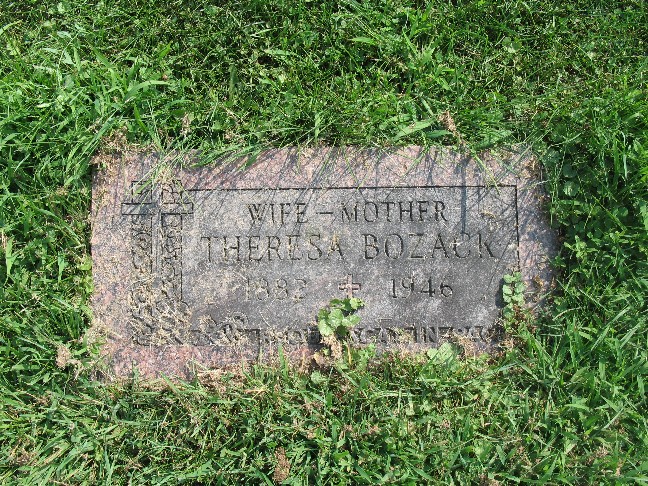 WIFE - MOTHER
THERESA BOZACK
1882 1946